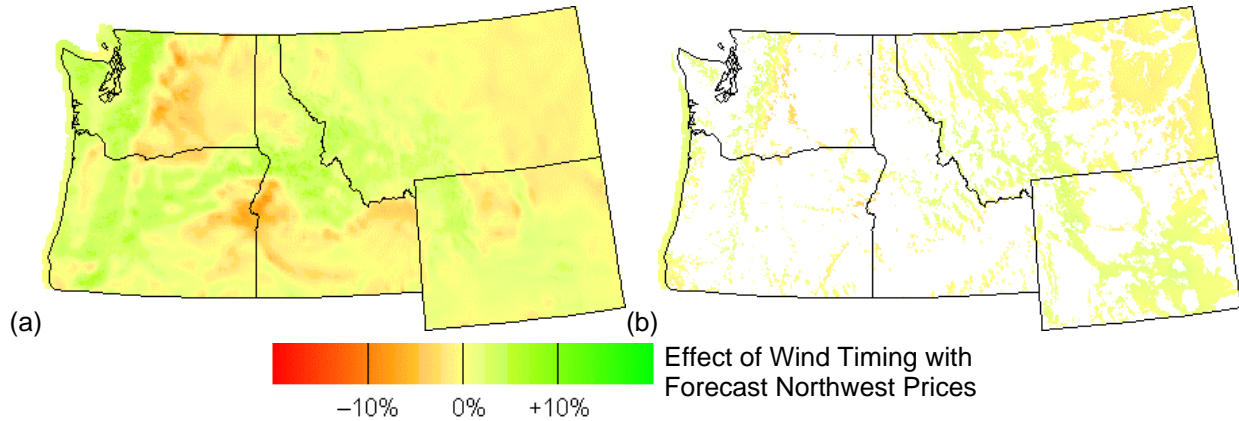 (a)
(b)
Effect of Wind Timing with
Forecast Northwest Prices
–10%
0%
+10%